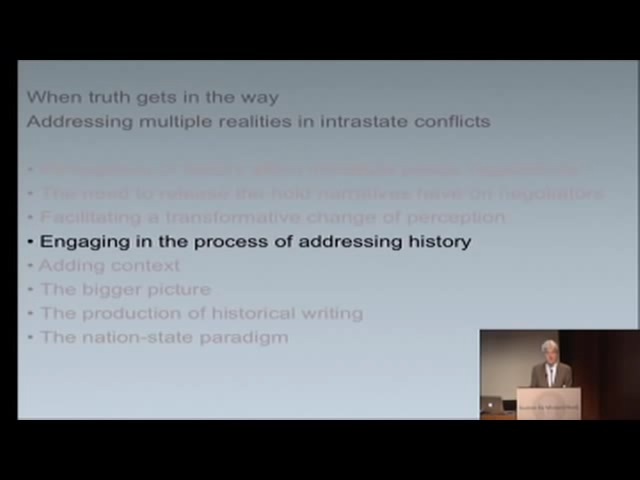 When truth gets in the way
Addressing multiple realities in intrastate conflicts
• The need to release the hold narratives have on negotiators
• Facilitating a transformative change of perception
• Engaging in the process of addressing history
• Adding context
• The bigger picture
• The production of historical writing
• The nation-state paradigm